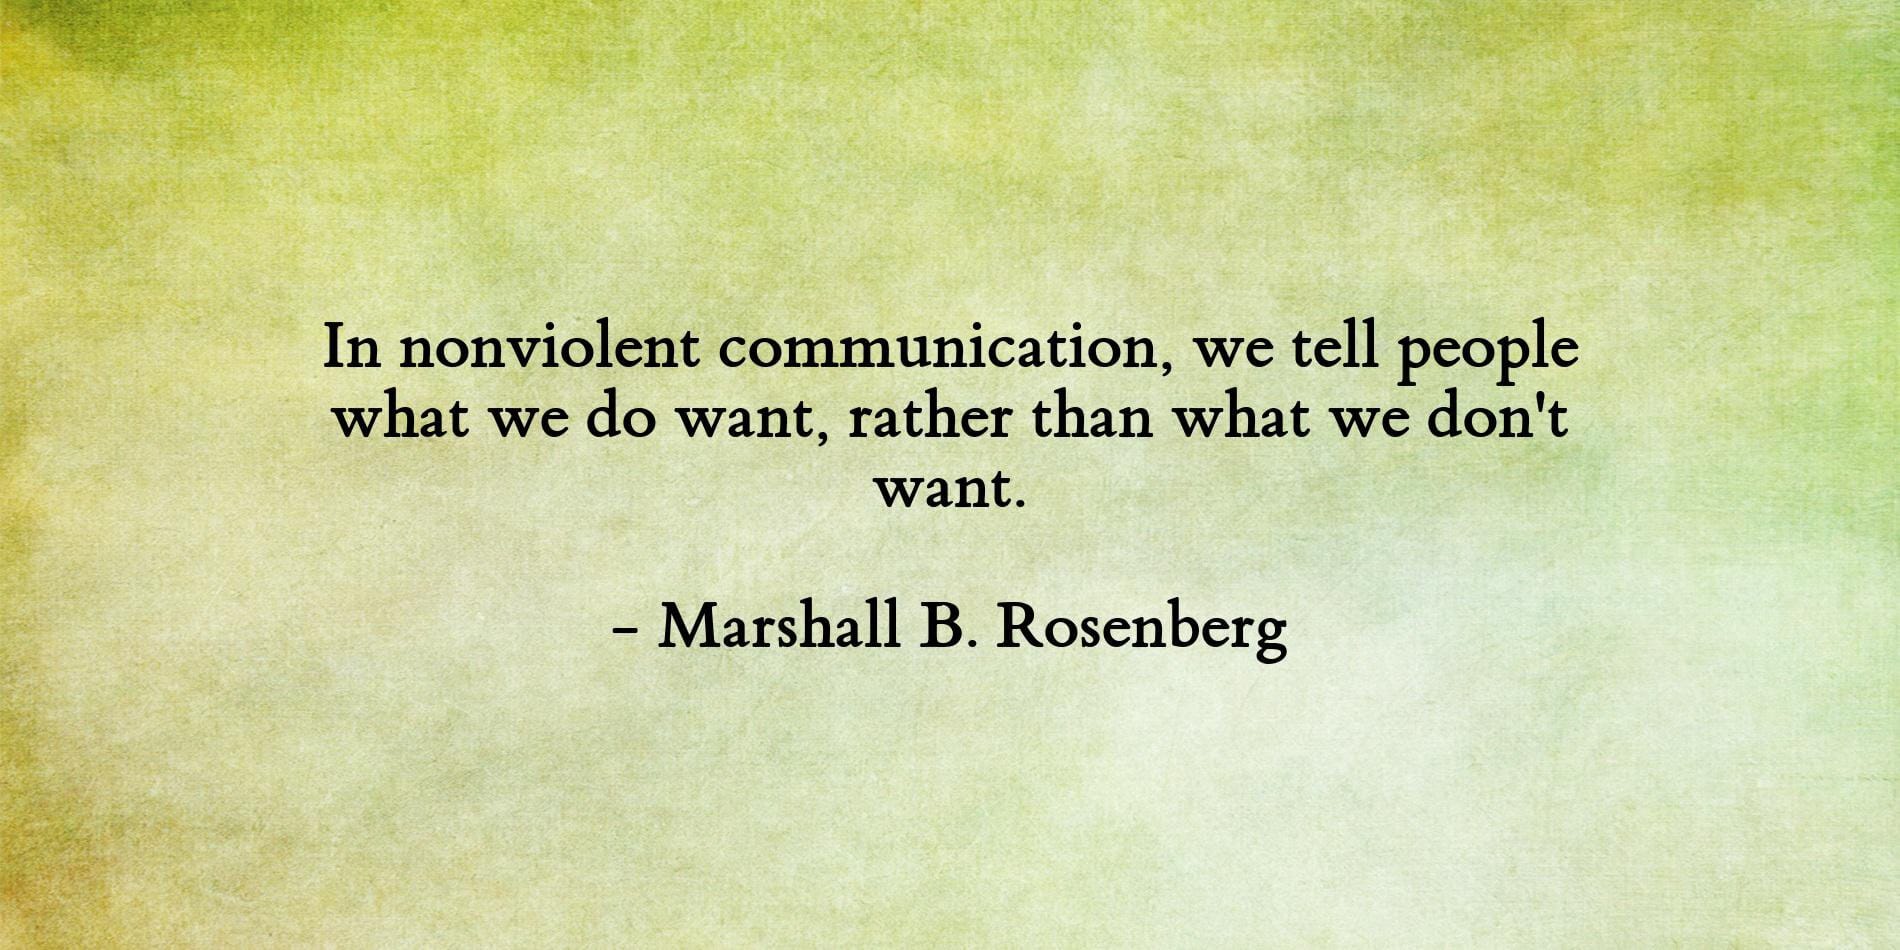 In nonviolent communication, we tell people
what we do want, rather than what we don't
want.
- Marshall B. Rosenberg